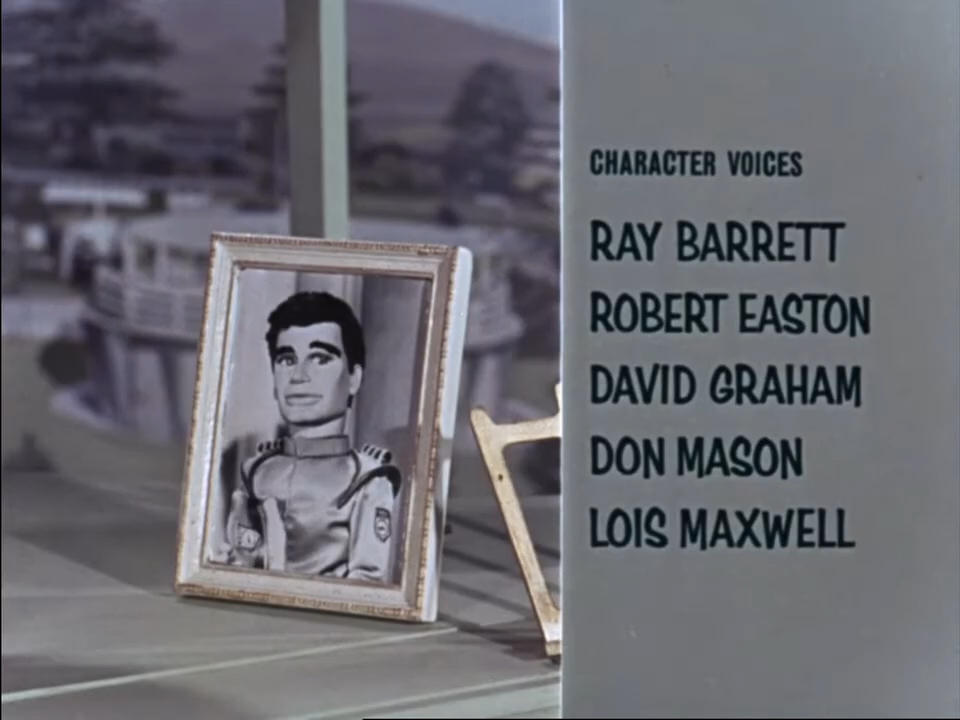 CHARACTER VOICES
RAY BARRETT
ROBERT EASTON
DAVID GRAHAM
DON MASON
LOIS MAXWELL